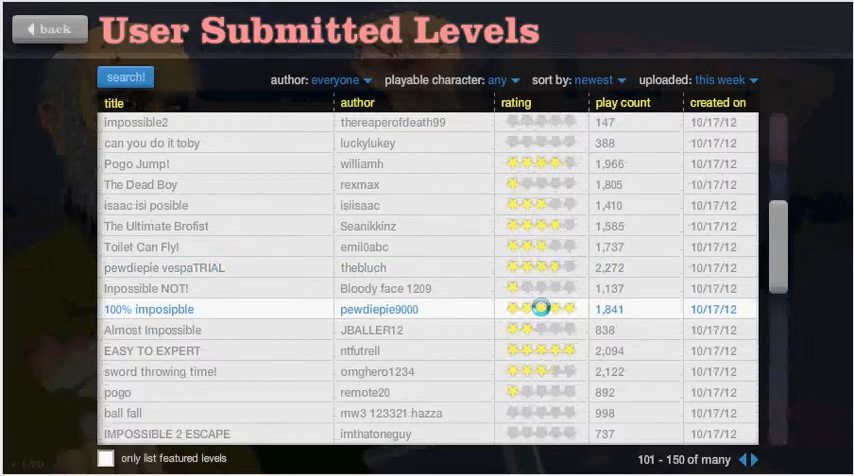 back User Submitted Levels
search! author: everyone playable character: any sort by: newest uploaded: this week
title author rating play count created on
impossible2 thereaperofdeath99 147 10/17/12
can you do it toby luckylukey 388 10/17/12
Pogo Jump! williamh 1,966 10/17/12
The Dead Boy rexmax 1,805 10/17/12
isaac isi posible isiisaac 1,410 10/17/12
The Ultimate Brofist Seanikkinz 1,585 10/17/12
Toilet Can Fly! emil0abc 1,737 10/17/12
pewdiepie vespaTRIAL thebluch 2,272 10/17/12
Inpossible NOT! Bloody face 1209 1,137 10/17/12
100% imposipble pewdiepie9000 1,841 10/17/12
Almost Impossible JBALLER12 838 10/17/12
EASY TO EXPERT ntfutrell 2,094 10/17/12
sword throwing time! omghero1234 2,122 10/17/12
pogo remote20 892 10/17/12
ball fall mw3 123321 hazza 998 10/17/12
IMPOSSIBLE 2 ESCAPE imthatoneguy 737 10/17/12
only list featured levels 101 - 150 of many
v 1.7D